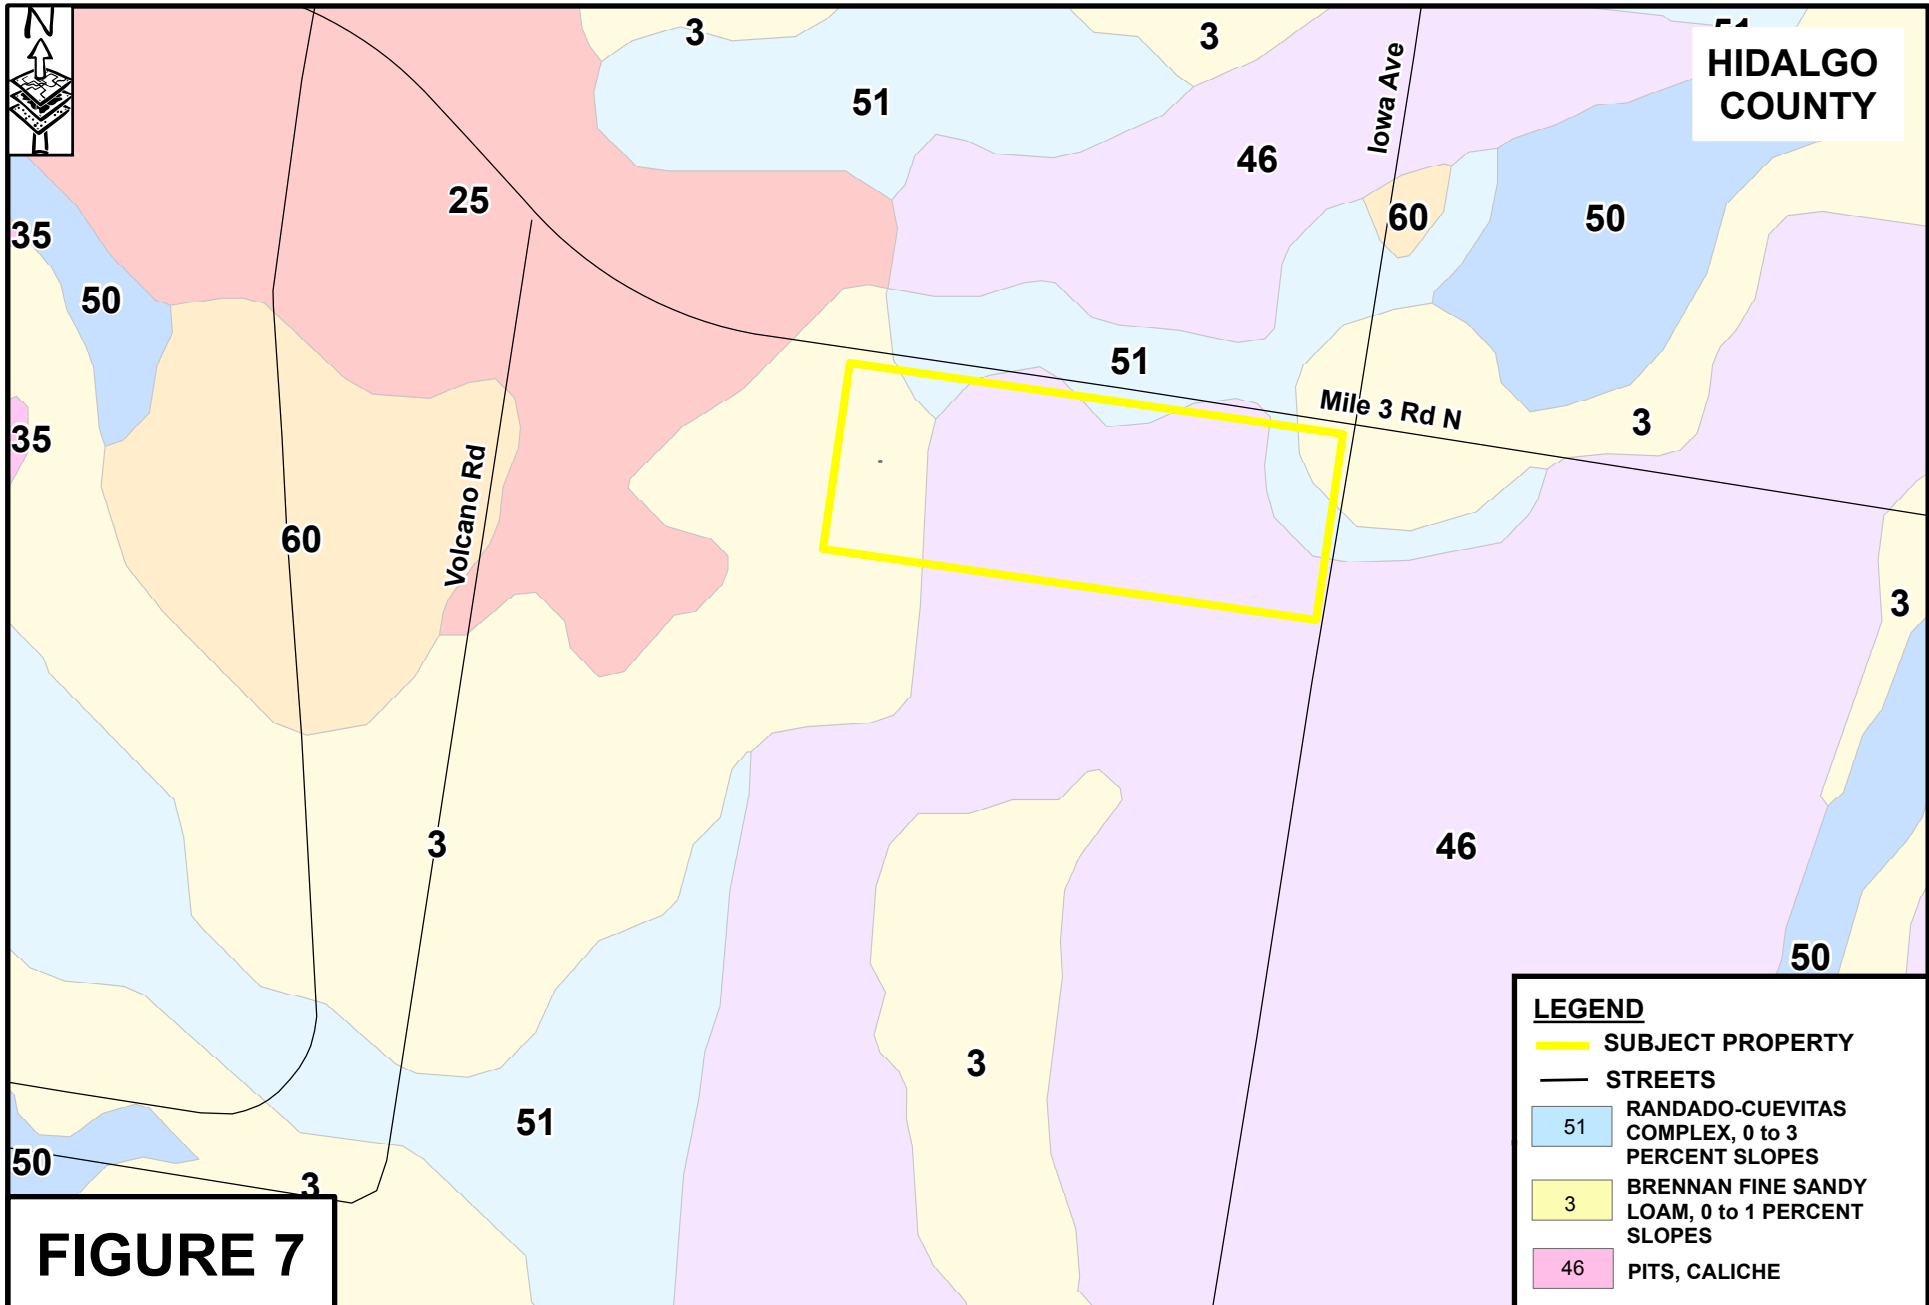 N
3
3
51
HIDALGO
COUNTY
51
Iowa Ave
46
25
60
50
35
50
51
Mile 3 Rd N
3
35
Volcano Rd
60
3
3
46
50
3
51
50
3
FIGURE 7
LEGEND
SUBJECT PROPERTY
STREETS
51
RANDADO-CUEVITAS
COMPLEX, 0 to 3
PERCENT SLOPES
3
BRENNAN FINE SANDY
LOAM, 0 to 1 PERCENT
SLOPES
46
PITS, CALICHE